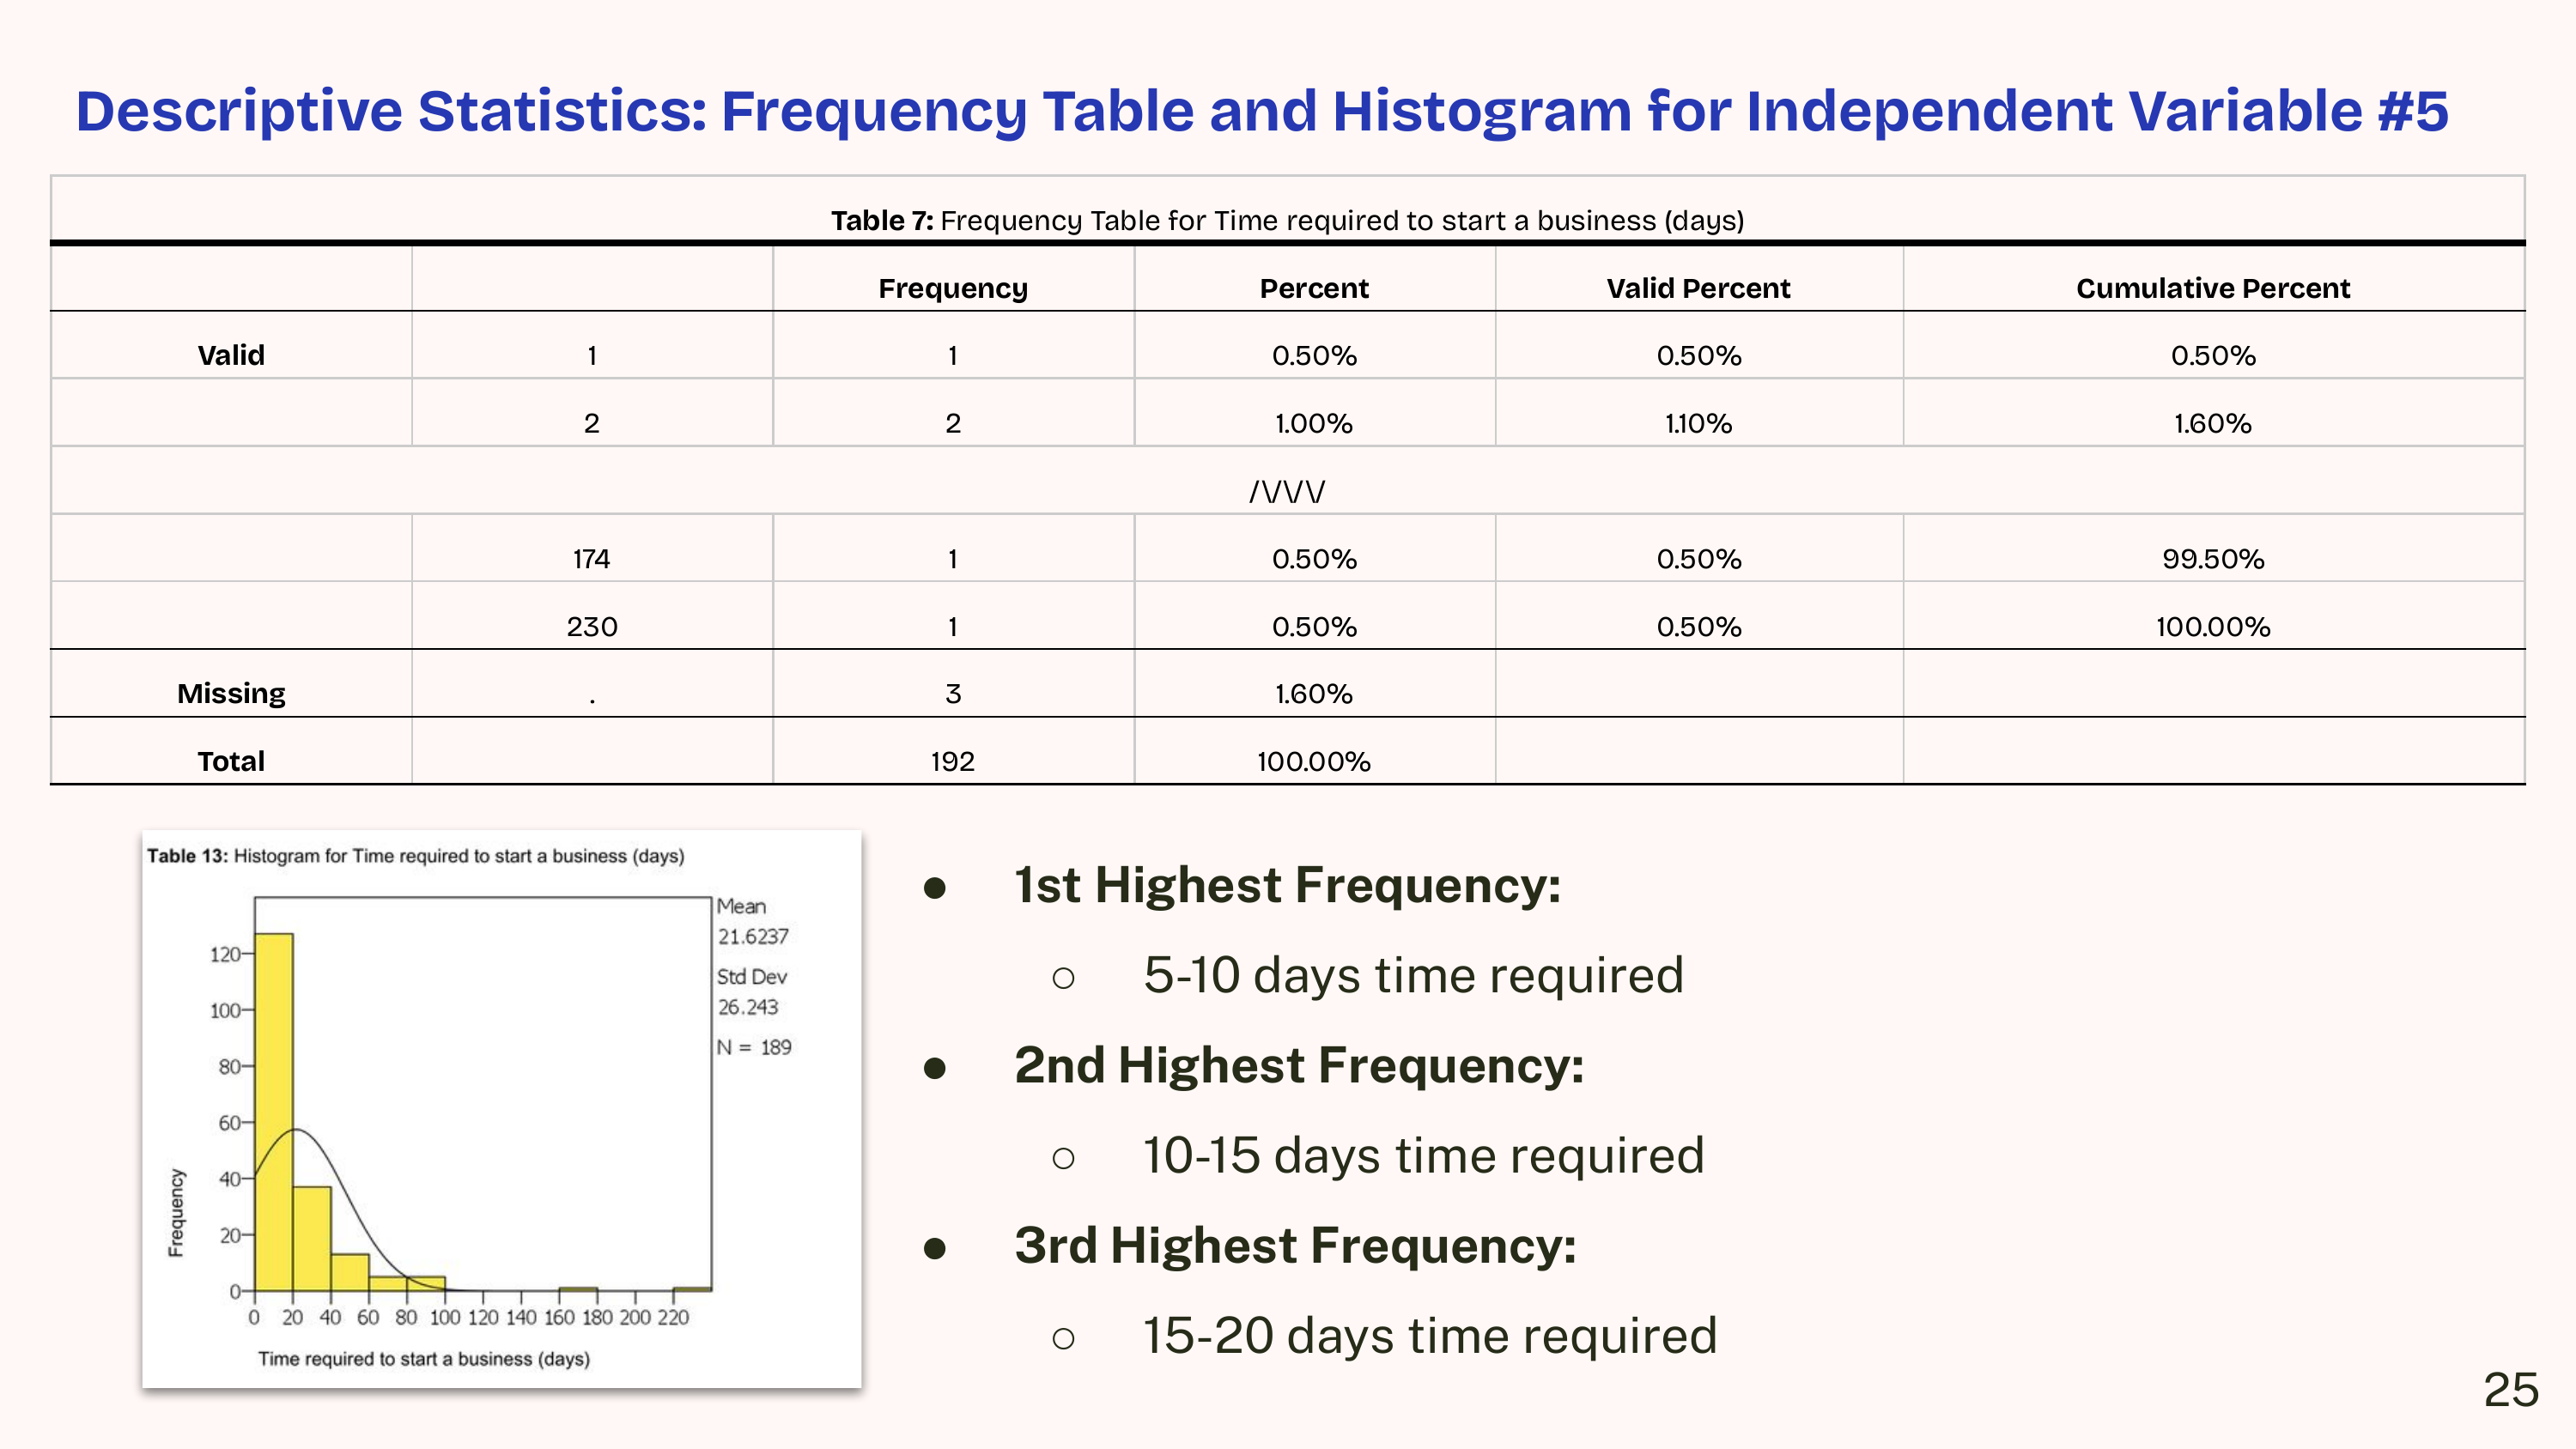 Descriptive Statistics: Frequency Table and Histogram for Independent Variable #5
Table 7: Frequency Table for Time required to start a business (days)
Frequency Percent Valid Percent Cumulative Percent
Valid 1 1 0.50% 0.50% 0.50%
2 2 1.00% 1.10% 1.60%
/\/\/\/
174 1 0.50% 0.50% 99.50%
230 1 0.50% 0.50% 100.00%
Missing . 3 1.60%
Total 192 100.00%
Table 13: Histogram for Time required to start a business (days)
Mean
21.6237
Std Dev
26.243
N = 189
120
100
80
60
40
20
0
Frequency
0 20 40 60 80 100 120 140 160 180 200 220
Time required to start a business (days)
● 1st Highest Frequency:
○ 5-10 days time required
● 2nd Highest Frequency:
○ 10-15 days time required
● 3rd Highest Frequency:
○ 15-20 days time required
25